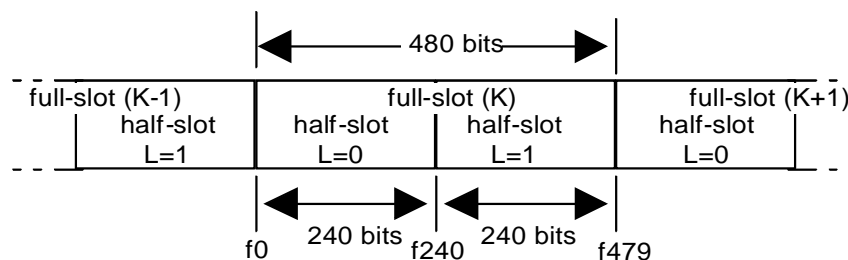 480 bits
full-slot (K-1) full-slot (K) full-slot (K+1)
half-slot half-slot half-slot half-slot
L=1 L=0 L=1 L=0
240 bits 240 bits
f0 f240 f479